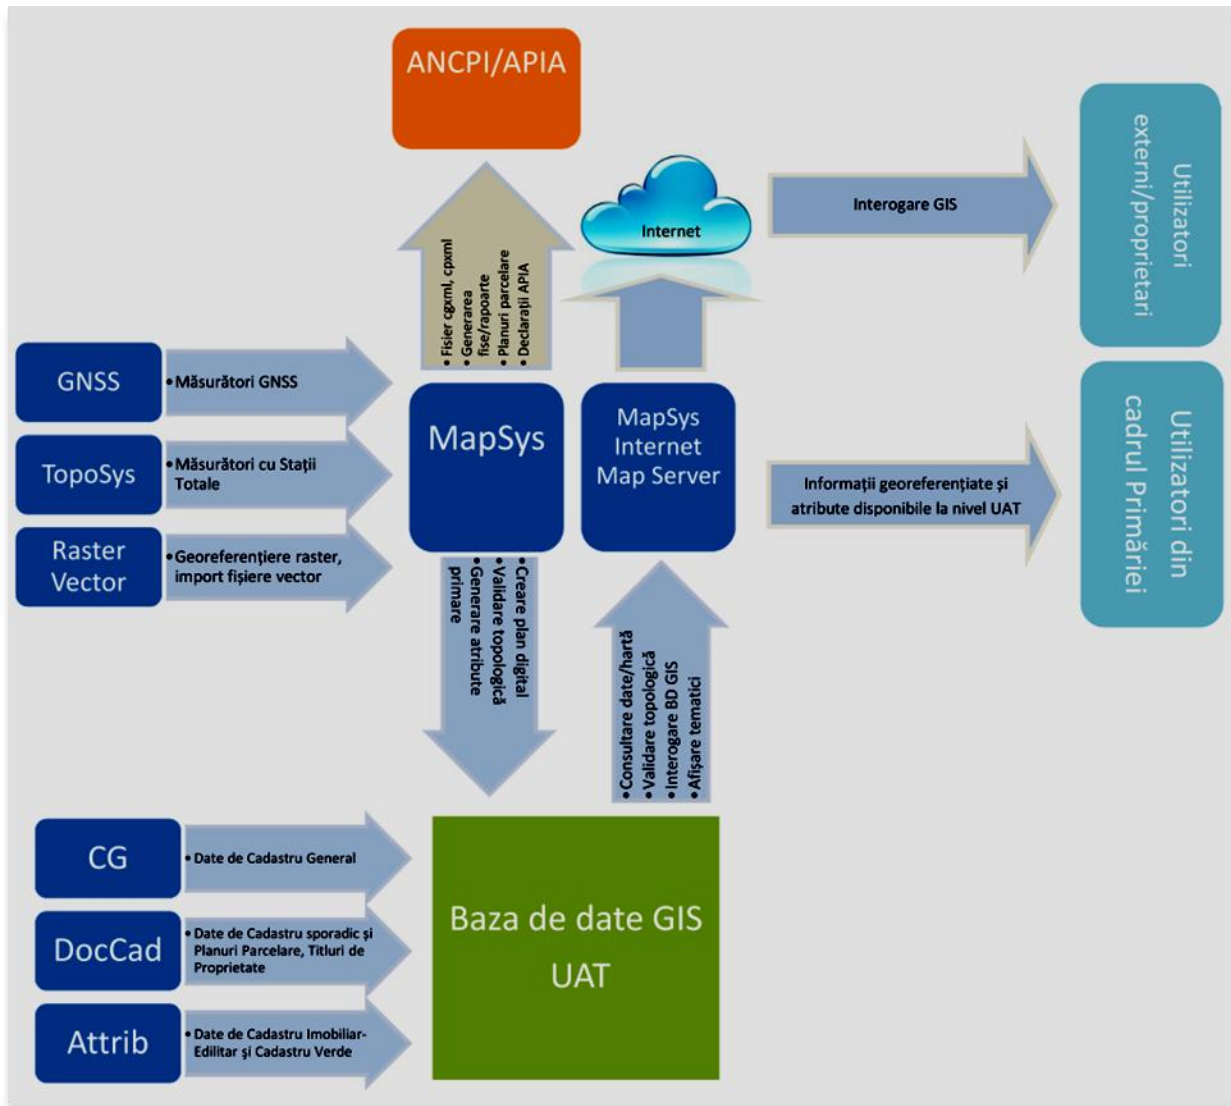 ANCPI/APIA
Utilizatori
externi/proprietari
Internet
Interogare GIS
• Fisier cgxml, cpxml
• Generarea
fise/rapoarte
• Planuri parcelare
• Declarații APIA
GNSS
• Măsurători GNSS
MapSys
MapSys
Internet
Map Server
Utilizatori din
cadrul Primăriei
TopoSys
• Măsurători cu Stații
Totale
Informații georeferențiate și
atribute disponibile la nivel UAT
Raster
Vector
• Georeferențiere raster,
import fișiere vector
• Creare plan digital
• Validare topologică
• Generare atribute
primare
• Consultare date/hartă
• Validare topologică
• Interogare BD GIS
• Afișare tematici
CG
• Date de Cadastru General
DocCad
• Date de Cadastru sporadic și
Planuri Parcelare, Titluri de
Proprietate
Baza de date GIS
UAT
Attrib
• Date de Cadastru Imobiliar-
Edilitar și Cadastru Verde